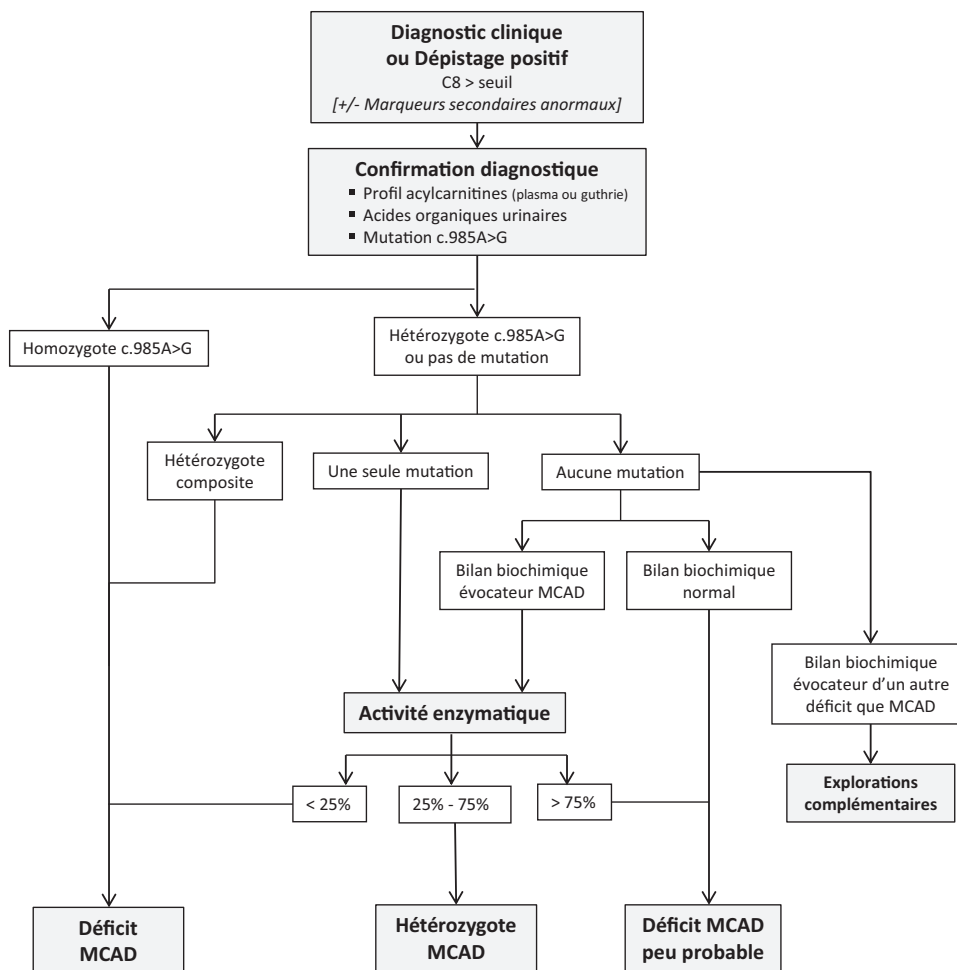 Diagnostic clinique
ou Dépistage positif
C8 > seuil
[+/- Marqueurs secondaires anormaux]
Confirmation diagnostique
▪ Profil acylcarnitines (plasma ou guthrie)
▪ Acides organiques urinaires
▪ Mutation c.985A>G
Homozygote c.985A>G
Hétérozygote c.985A>G
ou pas de mutation
Hétérozygote
composite
Une seule mutation
Aucune mutation
Bilan biochimique
évocateur MCAD
Bilan biochimique
normal
Bilan biochimique
évocateur d'un autre
déficit que MCAD
Activité enzymatique
< 25%
25% - 75%
> 75%
Explorations
complémentaires
Déficit
MCAD
Hétérozygote
MCAD
Déficit MCAD
peu probable